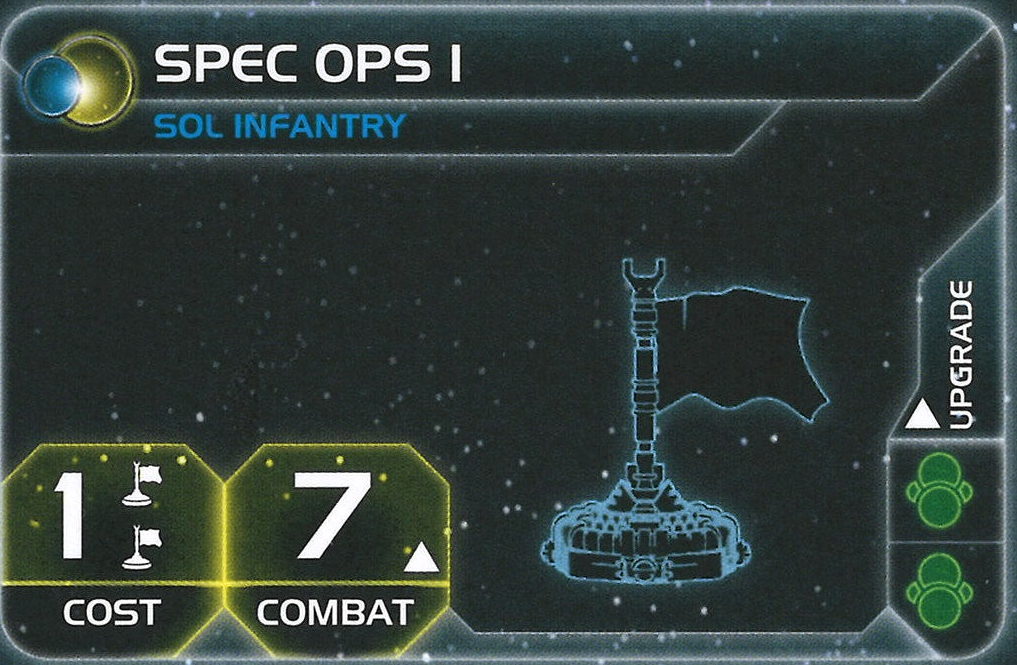 SPEC OPS I
SOL INFANTRY
UPGRADE
1
COST
7
COMBAT